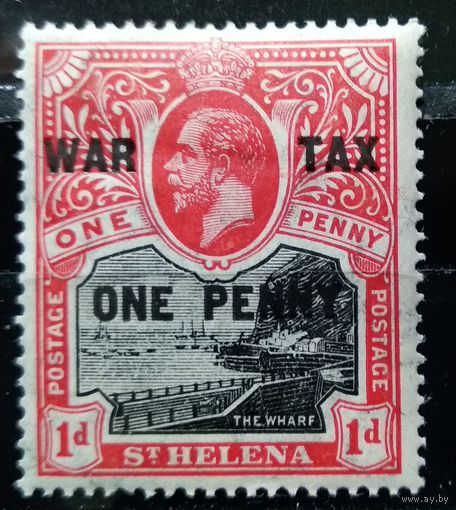 WAR TAX
ONE PENNY
ONE PENNY
POSTAGE
POSTAGE
THE WHARF
1d
1d
ST HELENA
www.ay.by